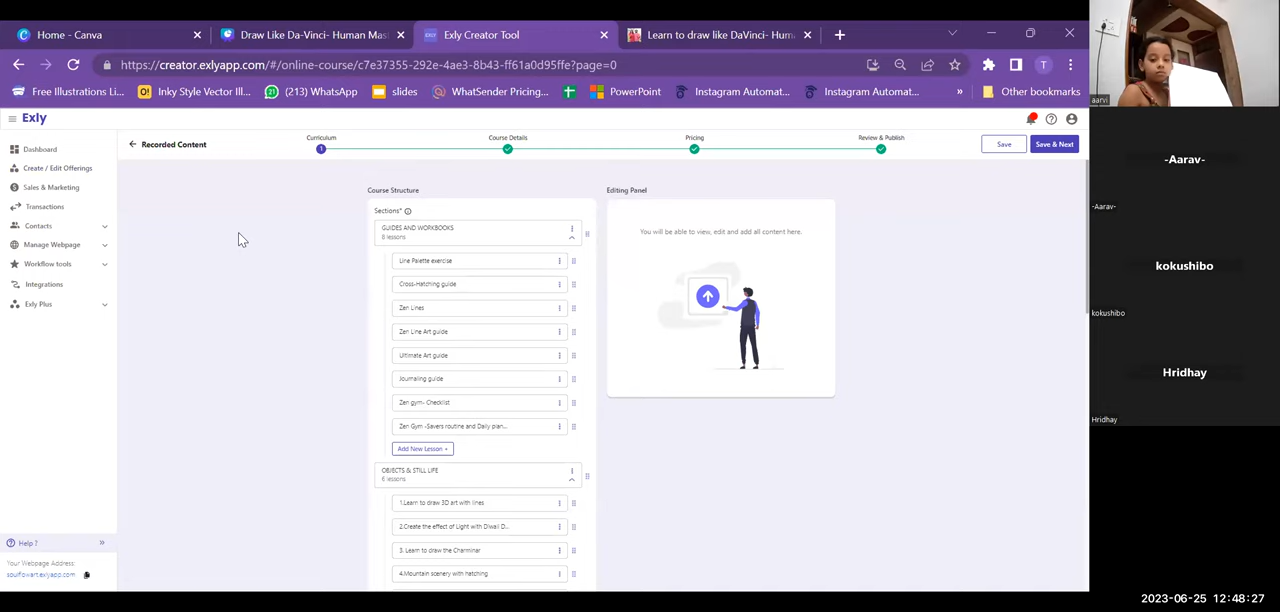 Home - Canva
Draw Like Da-Vinci- Human Mas
EXLY
Exly Creator Tool
Learn to draw like DaVinci- Hum
https://creator.exlyapp.com/#/online-course/c7e37355-292e-4ae3-8b43-ff61a0d95ffe?page=0
T
Free Illustrations Li...
Inky Style Vector Ill...
(213) WhatsApp
slides
WhatSender Pricing...
PowerPoint
Instagram Automat...
Instagram Automat...
»
Other bookmarks
Exly
Dashboard
Create / Edit Offerings
Sales & Marketing
Transactions
Contacts
Manage Webpage
Workflow tools
Integrations
Exly Plus
Help ?
Your Webpage Address:
soulflowart.exlyapp.com
Recorded Content
Curriculum
1
Course Details
Pricing
Review & Publish
Save
Save & Next
Course Structure
Sections*
GUIDES AND WORKBOOKS
8 lessons
Line Palette exercise
Cross-Hatching guide
Zen Lines
Zen Line Art guide
Ultimate Art guide
Journaling guide
Zen gym- Checklist
Zen Gym -Savers routine and Daily plan...
Add New Lesson +
OBJECTS & STILL LIFE
6 lessons
1.Learn to draw 3D art with lines
2.Create the effect of Light with Diwali D...
3. Learn to draw the Charminar
4.Mountain scenery with hatching
Editing Panel
You will be able to view, edit and add all content here.
aarvi
-Aarav-
-Aarav-
kokushibo
kokushibo
Hridhay
Hridhay
2023-06-25 12:48:27